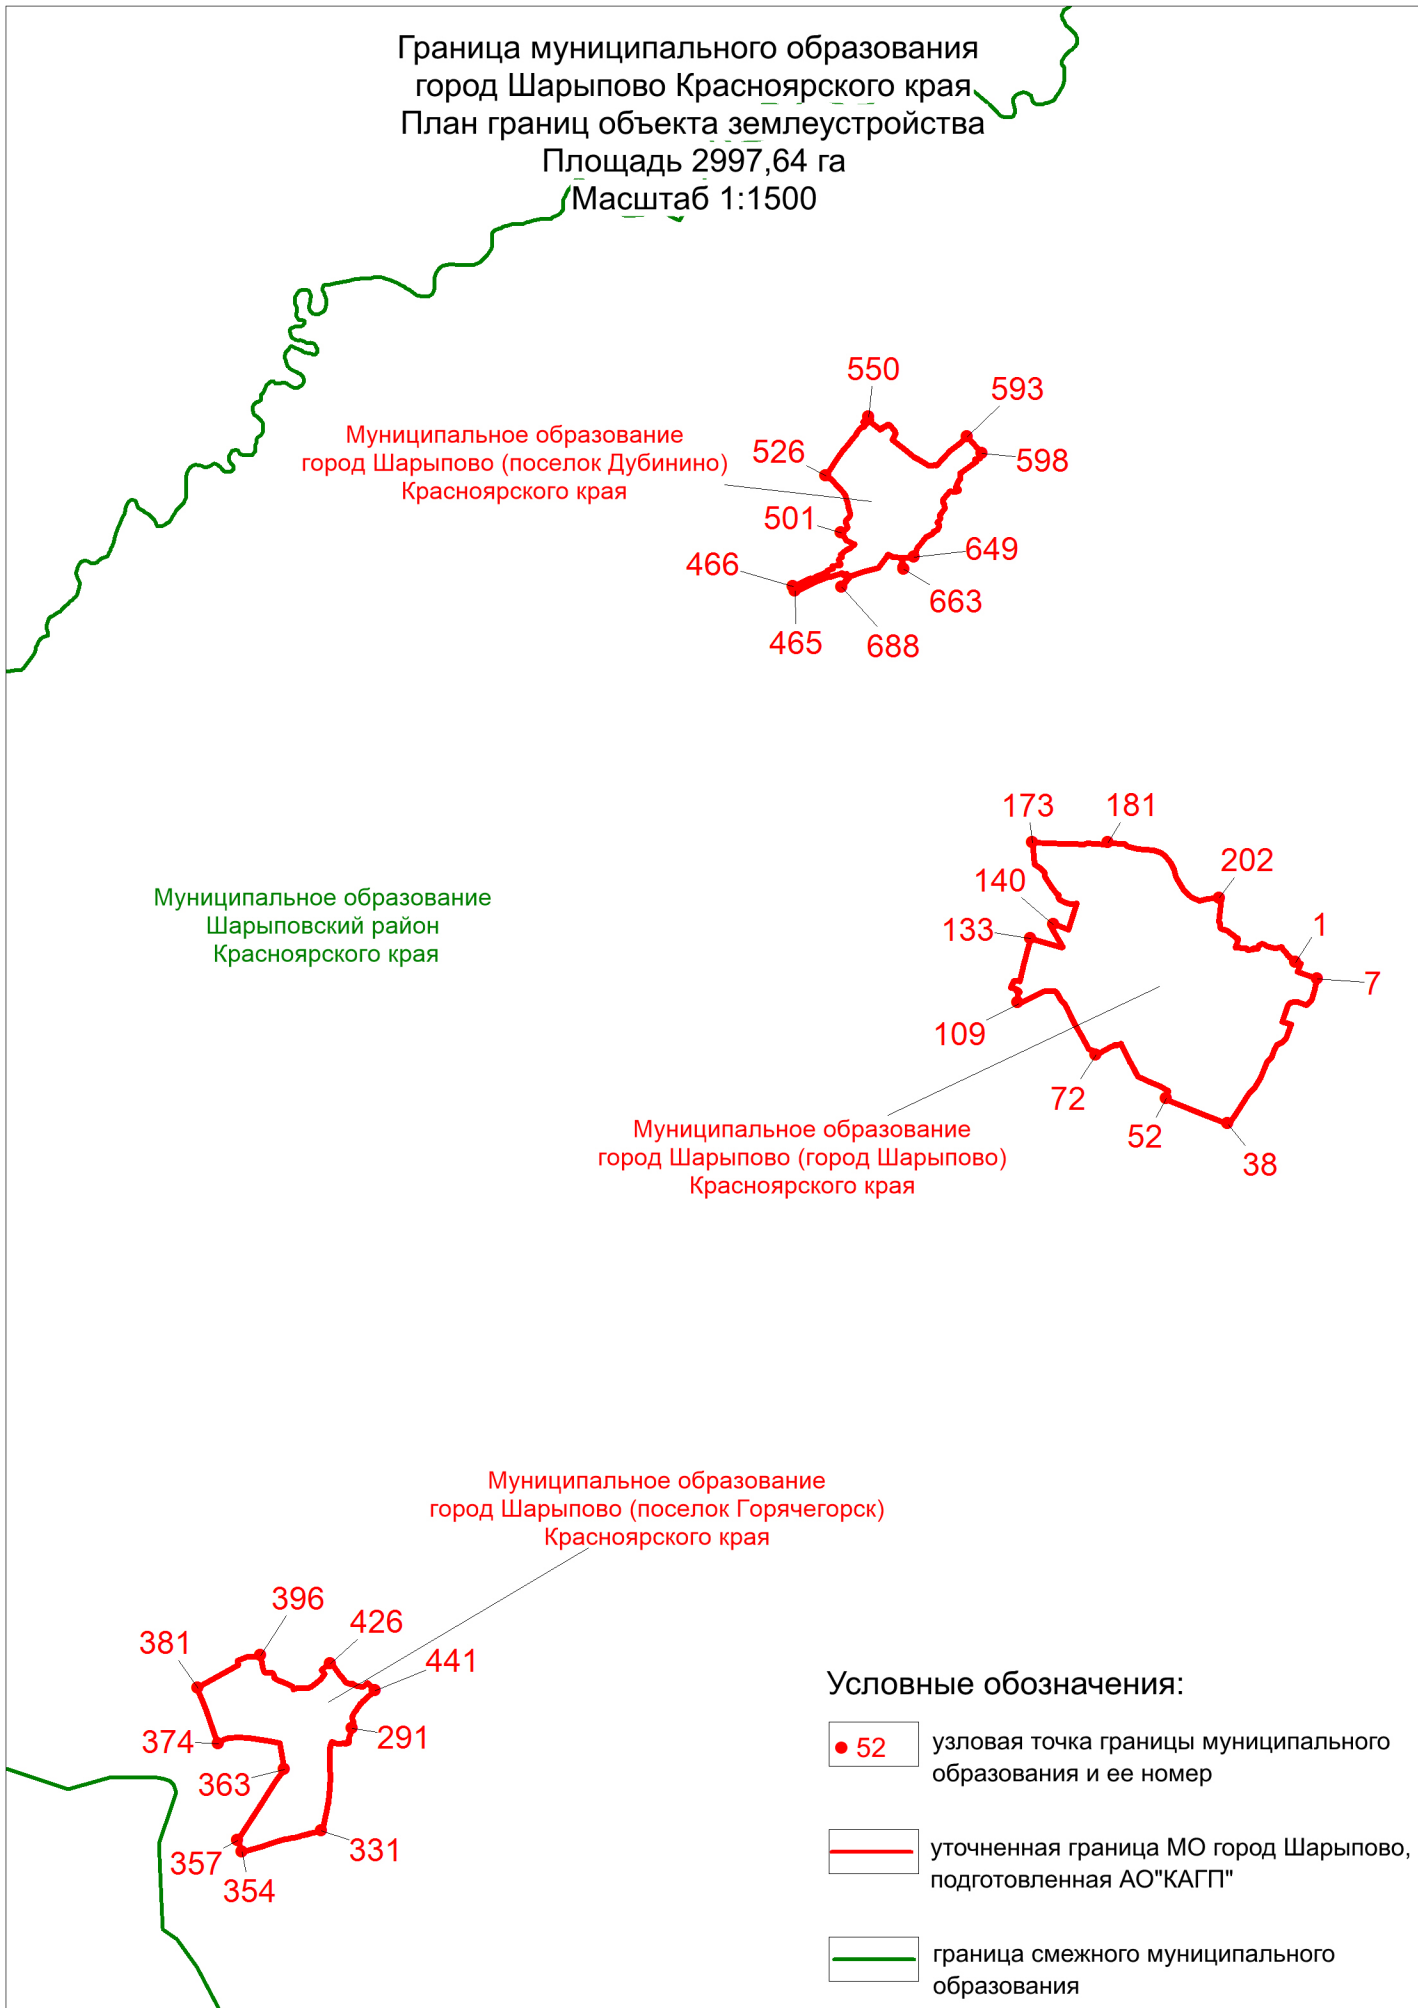 Граница муниципального образования
город Шарыпово Красноярского края
План границ объекта землеустройства
Площадь 2997,64 га
Масштаб 1:1500
550
593
Муниципальное образование
город Шарыпово (поселок Дубинино)
Красноярского края
526
598
501
649
466
663
465
688
173
181
202
140
133
1
7
Муниципальное образование
Шарыповский район
Красноярского края
109
72
52
38
Муниципальное образование
город Шарыпово (город Шарыпово)
Красноярского края
Муниципальное образование
город Шарыпово (поселок Горячегорск)
Красноярского края
396
426
381
441
374
291
363
357
331
354
Условные обозначения:
52
узловая точка границы муниципального
образования и ее номер
уточненная граница МО город Шарыпово,
подготовленная АО"КАГП"
граница смежного муниципального
образования